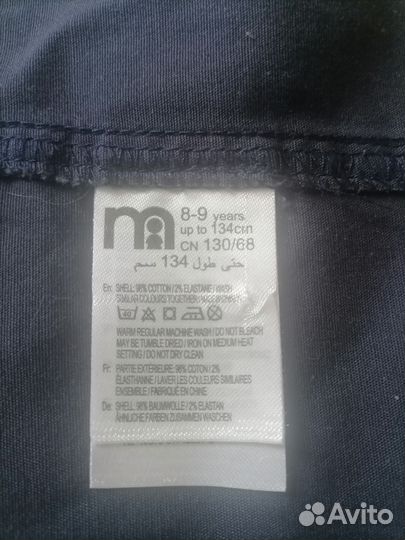 m
8-9 years
up to 134cm
CN 130/68
حتى طول 134 سم
En: SHELL: 98% COTTON / 2% ELASTANE / WASH
SIMILAR COLOURS TOGETHER / MADE IN CHINA
40
WARM REGULAR MACHINE WASH / DO NOT BLEACH
MAY BE TUMBLE DRIED / IRON ON MEDIUM HEAT
SETTING / DO NOT DRY CLEAN
Fr: PARTIE EXTÉRIEURE: 98% COTON / 2%
ÉLASTHANNE / LAVER LES COULEURS SIMILAIRES
ENSEMBLE / FABRIQUÉ EN CHINE
De: SHELL: 98% BAUMWOLLE / 2% ELASTAN
ÄHNLICHE FARBEN ZUSAMMEN WASCHEN
Avito